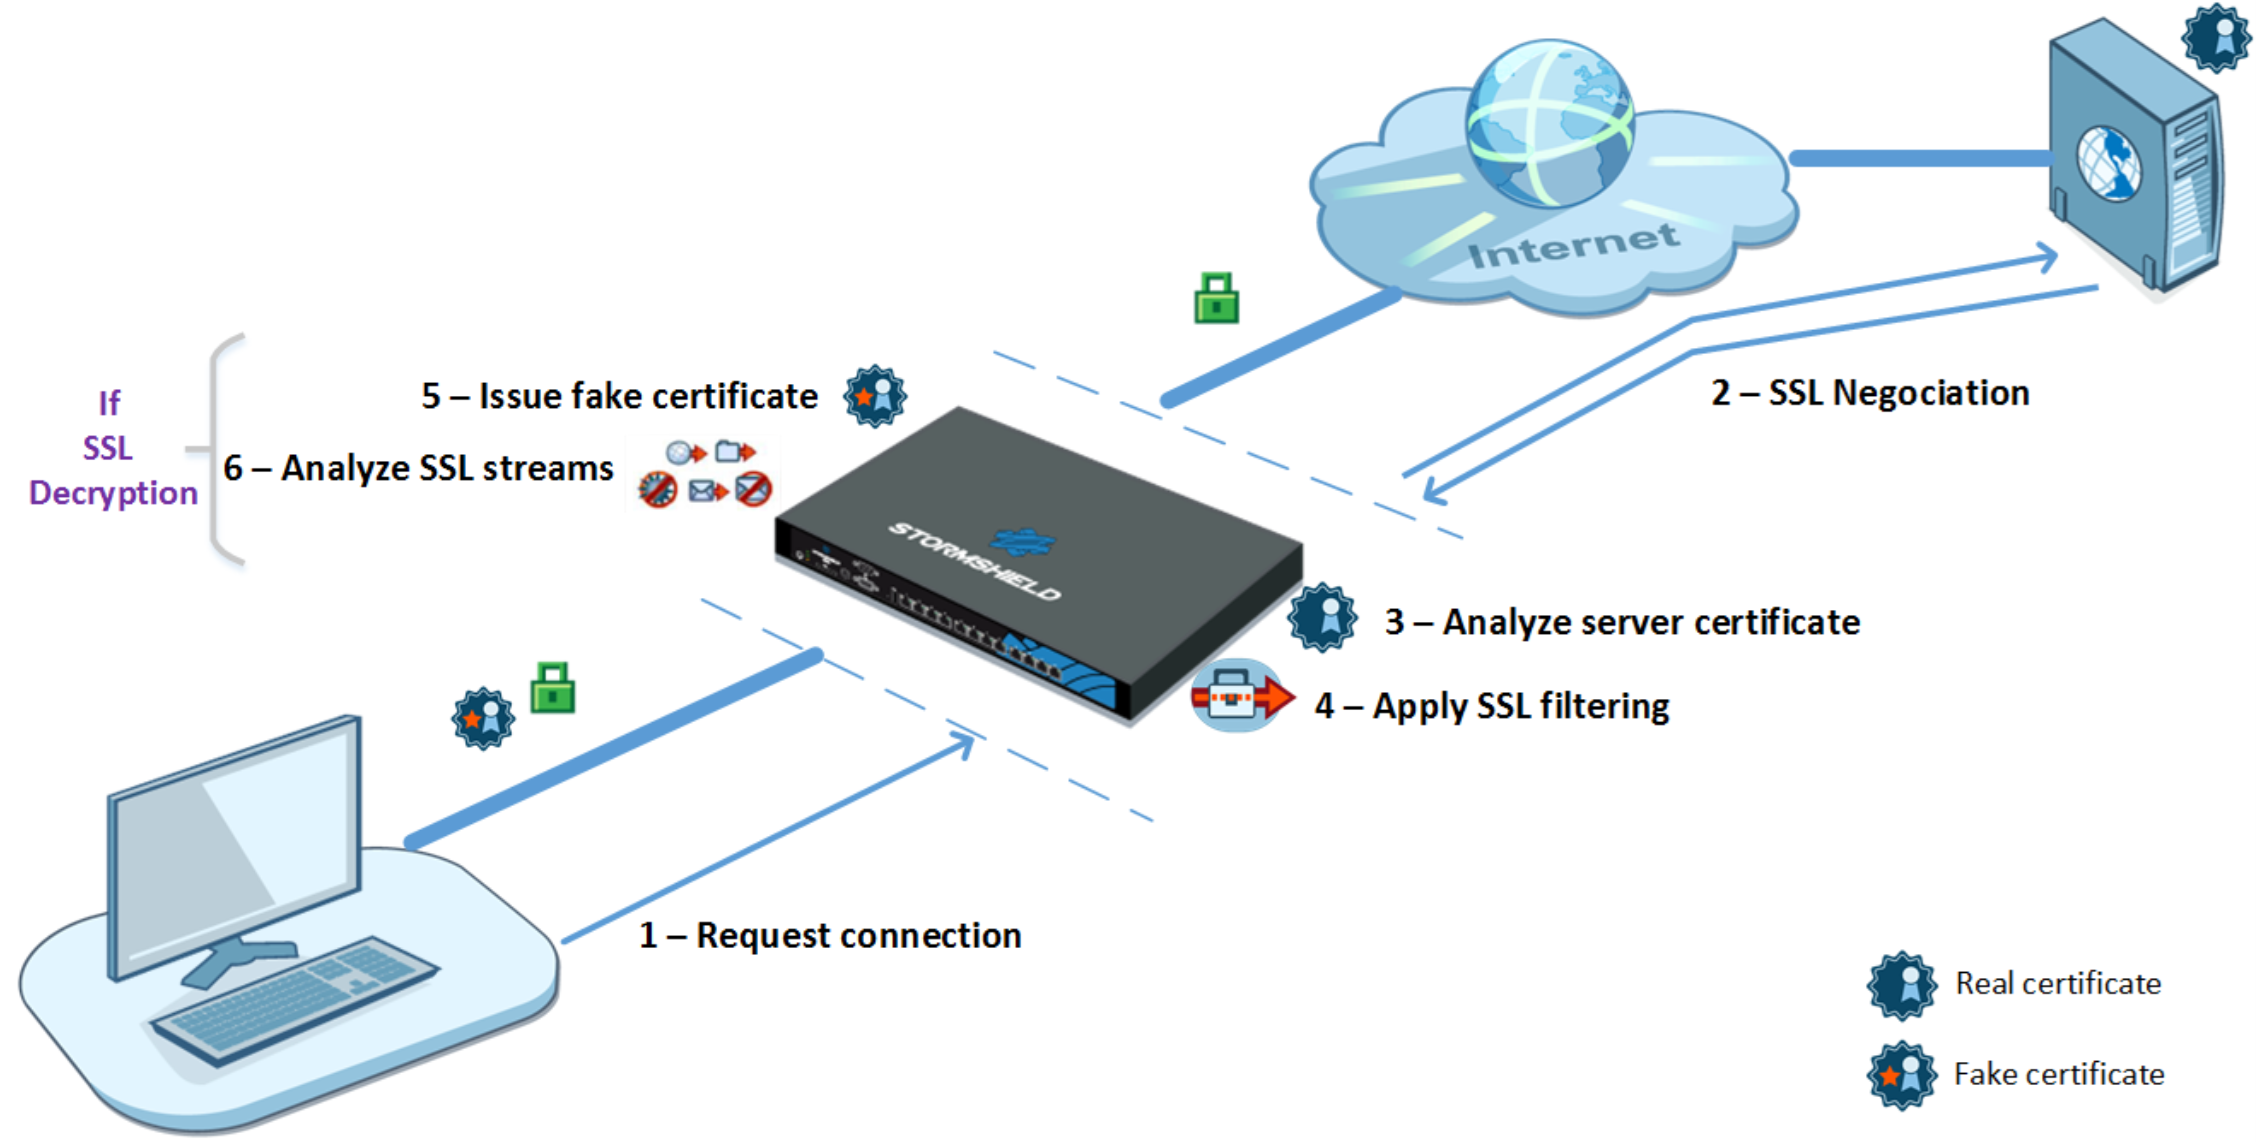 Internet
2 – SSL Negociation
If
SSL
Decryption
5 – Issue fake certificate
6 – Analyze SSL streams
STORMSHIELD
3 – Analyze server certificate
4 – Apply SSL filtering
1 – Request connection
Real certificate
Fake certificate